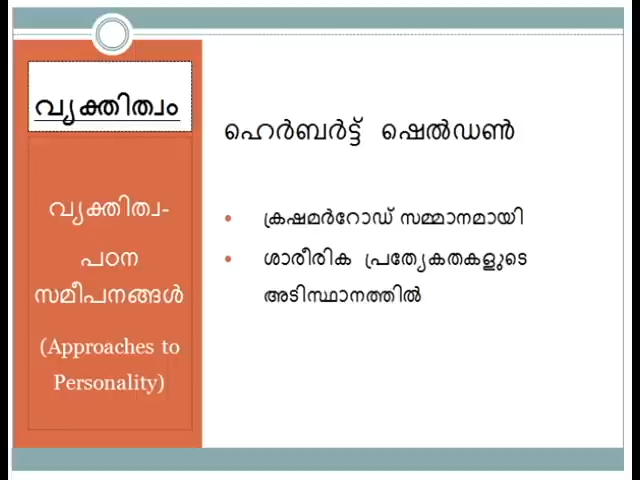 വ്യക്തിത്വം
വ്യക്തിത്വ-
പഠന
സമീപനങ്ങൾ
(Approaches to
Personality)
ഹെർബർട്ട് ഷെൽഡൺ
• ക്രഷമർറോഡ് സമ്മാനമായി
• ശാരീരിക പ്രത്യേകതകളുടെ
അടിസ്ഥാനത്തിൽ